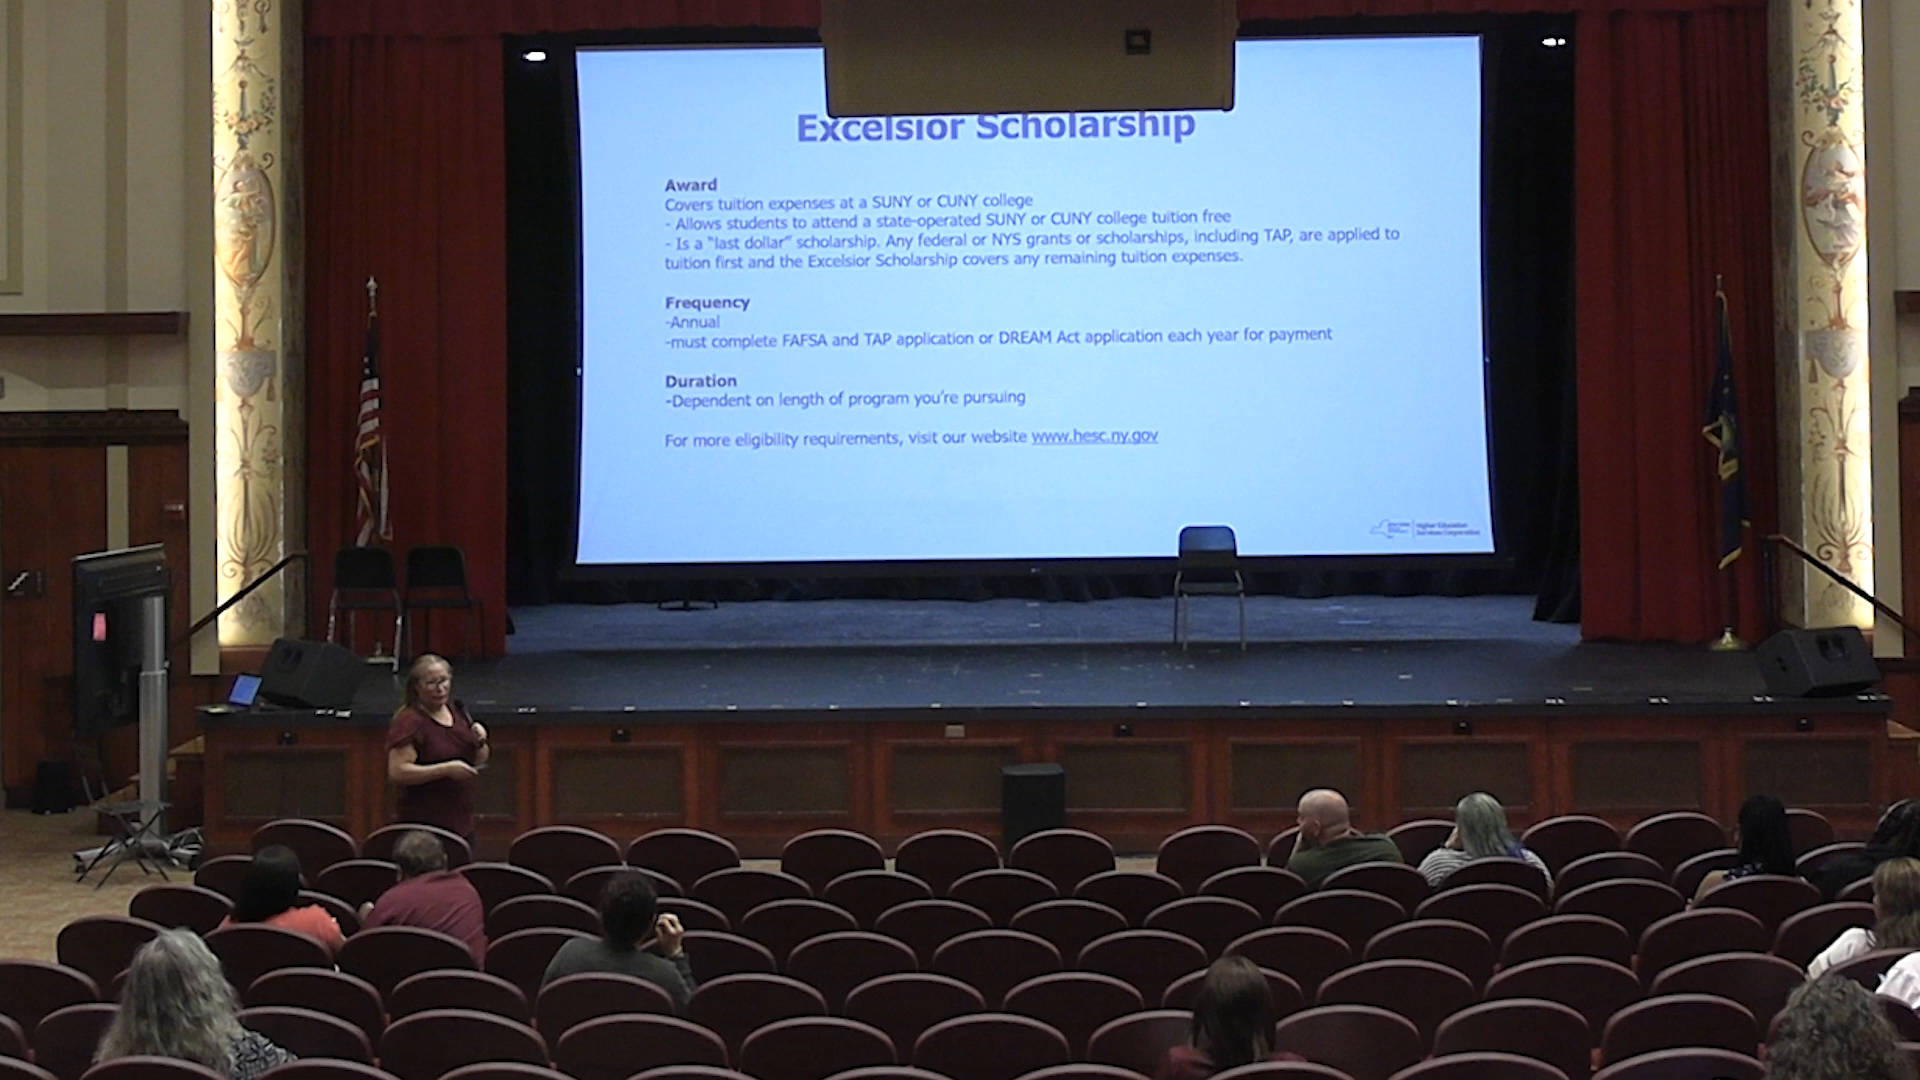 Excelsior Scholarship
Award
Covers tuition expenses at a SUNY or CUNY college
- Allows students to attend a state-operated SUNY or CUNY college tuition free
- Is a "last dollar" scholarship. Any federal or NYS grants or scholarships, including TAP, are applied to
tuition first and the Excelsior Scholarship covers any remaining tuition expenses.
Frequency
-Annual
-must complete FAFSA and TAP application or DREAM Act application each year for payment
Duration
-Dependent on length of program you're pursuing
For more eligibility requirements, visit our website www.hesc.ny.gov
Higher Education
Services Corporation